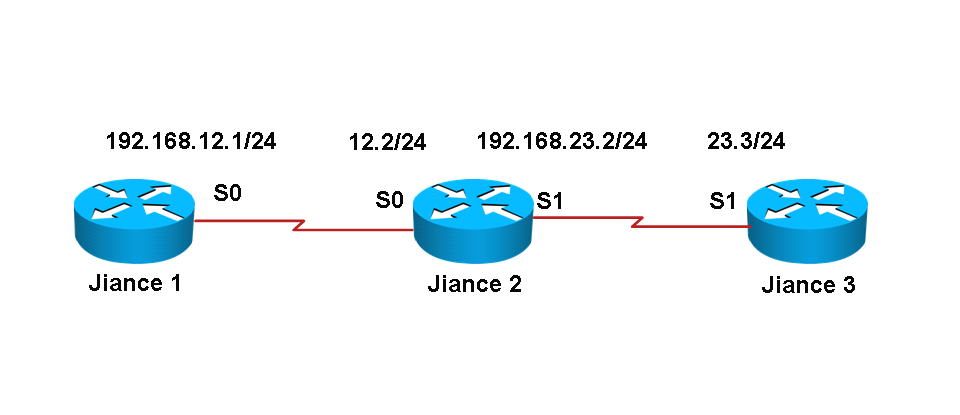 192.168.12.1/24
12.2/24
192.168.23.2/24
23.3/24
S0
S0
S1
S1
Jiance 1
Jiance 2
Jiance 3